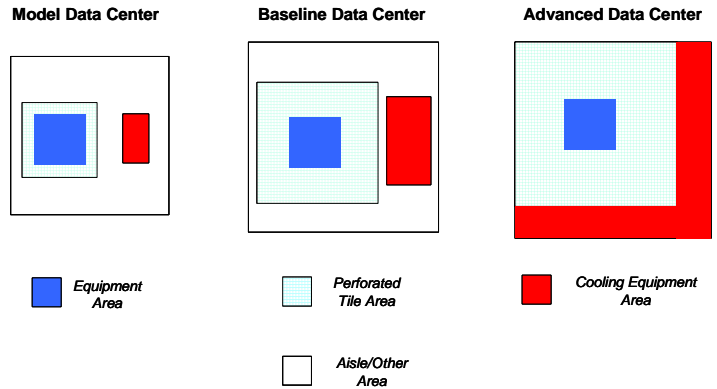 Model Data Center
Baseline Data Center
Advanced Data Center
Equipment
Area
Perforated
Tile Area
Cooling Equipment
Area
Aisle/Other
Area